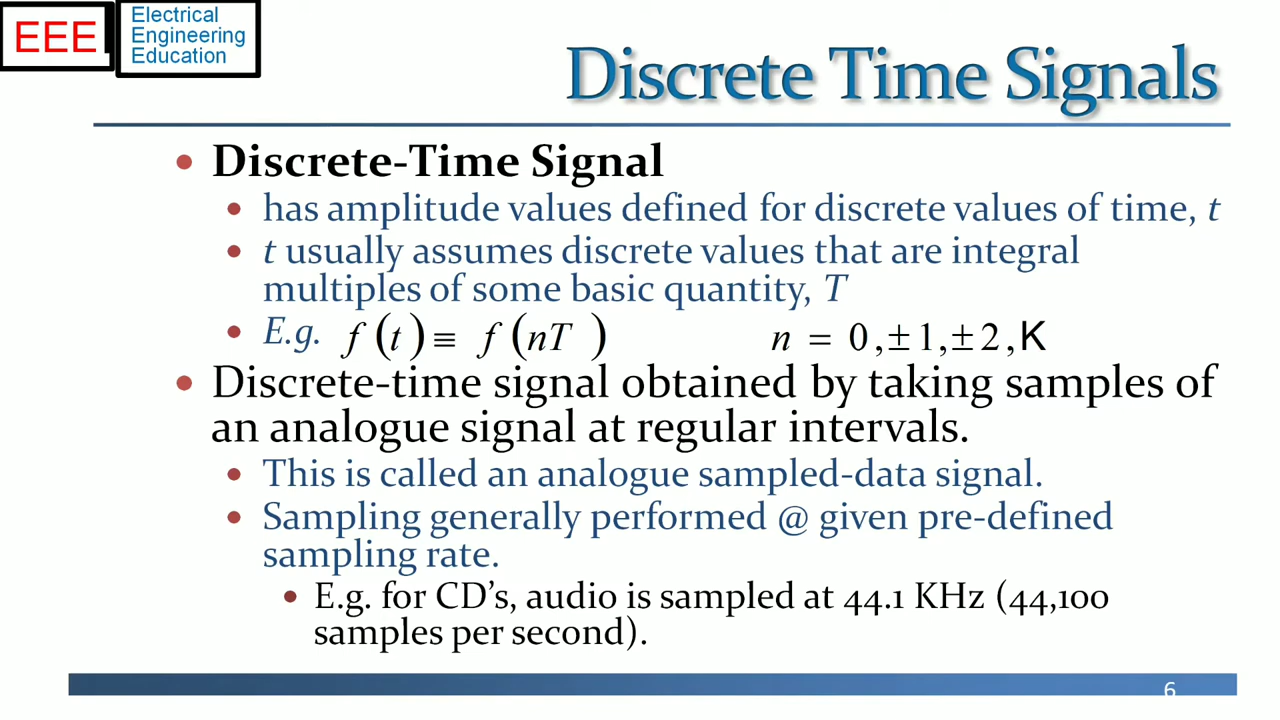 EEE
Electrical
Engineering
Education
Discrete Time Signals
• Discrete-Time Signal
• has amplitude values defined for discrete values of time, t
• t usually assumes discrete values that are integral
multiples of some basic quantity, T
• E.g. f(t) ≡ f(nT) n = 0,±1,±2,K
• Discrete-time signal obtained by taking samples of
an analogue signal at regular intervals.
• This is called an analogue sampled-data signal.
• Sampling generally performed @ given pre-defined
sampling rate.
• E.g. for CD’s, audio is sampled at 44.1 KHz (44,100
samples per second).
6